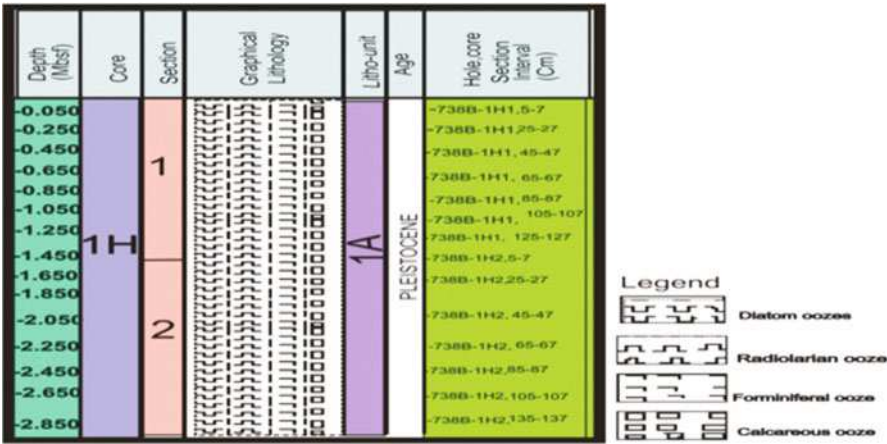 Depth
(Mbsf)
Core
Section
Graphical
Lithology
Litho-unit
Age
Hole,core
Section
Interval
(Cm)
-0.050
-0.250
-0.450
-0.650
-0.850
-1.050
-1.250
-1.450
-1.650
-1.850
-2.050
-2.250
-2.450
-2.650
-2.850
1H
1
2
1A
PLEISTOCENE
-738B-1H1,5-7
-738B-1H1,25-27
-738B-1H1, 45-47
-738B-1H1, 65-67
-738B-1H1,85-87
-738B-1H1, 105-107
-738B-1H1, 125-127
-738B-1H2,5-7
-738B-1H2,25-27
-738B-1H2, 45-47
-738B-1H2, 65-67
-738B-1H2,85-87
-738B-1H2,105-107
-738B-1H2,135-137
Legend
Diatom oozes
Radiolarian ooze
Forminiferal ooze
Calcareous ooze